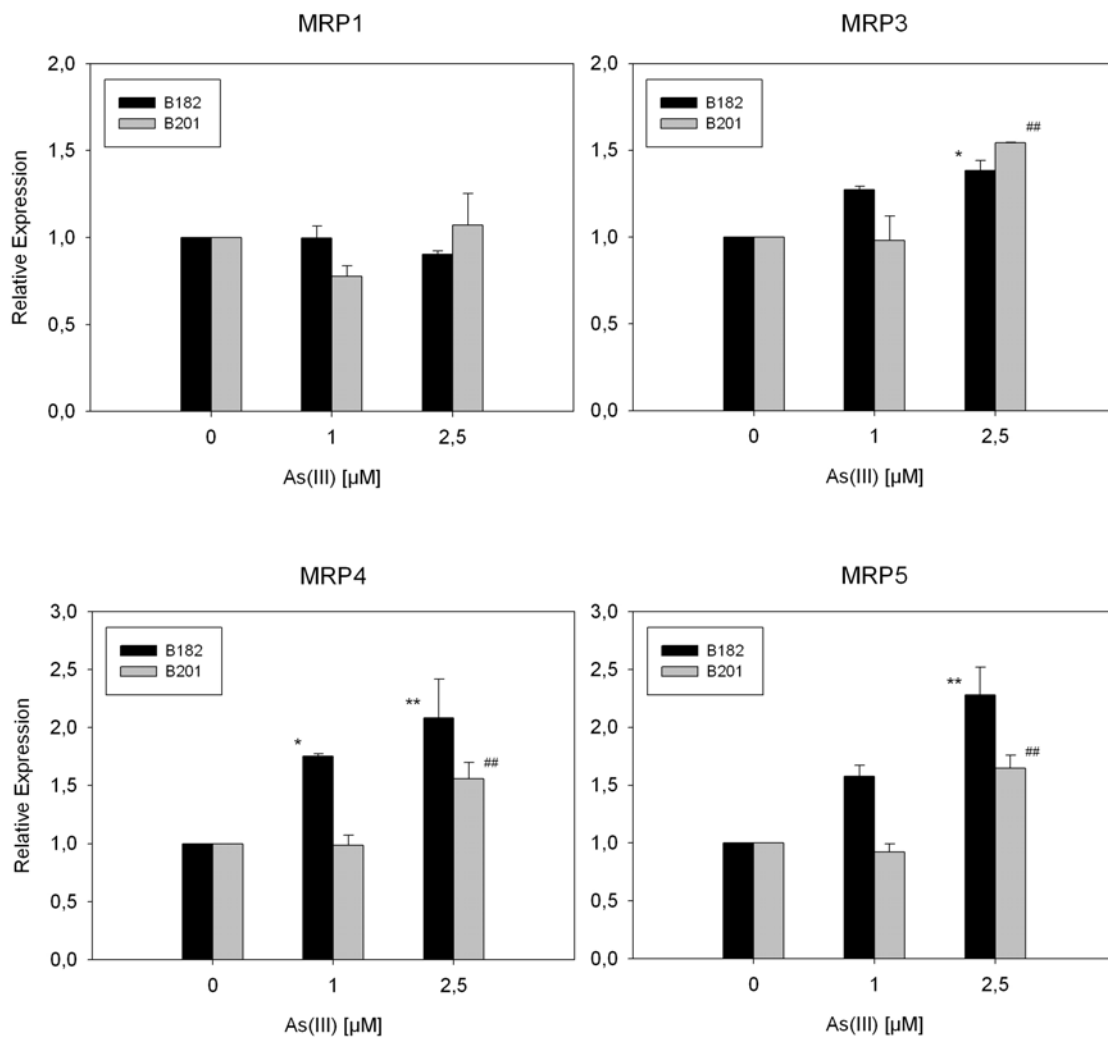 MRP1
2,0
1,5
1,0
0,5
0,0
Relative Expression
B182
B201
0 1 2,5
As(III) [µM]
MRP3
2,0
1,5
1,0
0,5
0,0
B182
B201
*
##
0 1 2,5
As(III) [µM]
MRP4
3,0
2,5
2,0
1,5
1,0
0,5
0,0
Relative Expression
B182
B201
*
**
##
0 1 2,5
As(III) [µM]
MRP5
3,0
2,5
2,0
1,5
1,0
0,5
0,0
B182
B201
**
##
0 1 2,5
As(III) [µM]